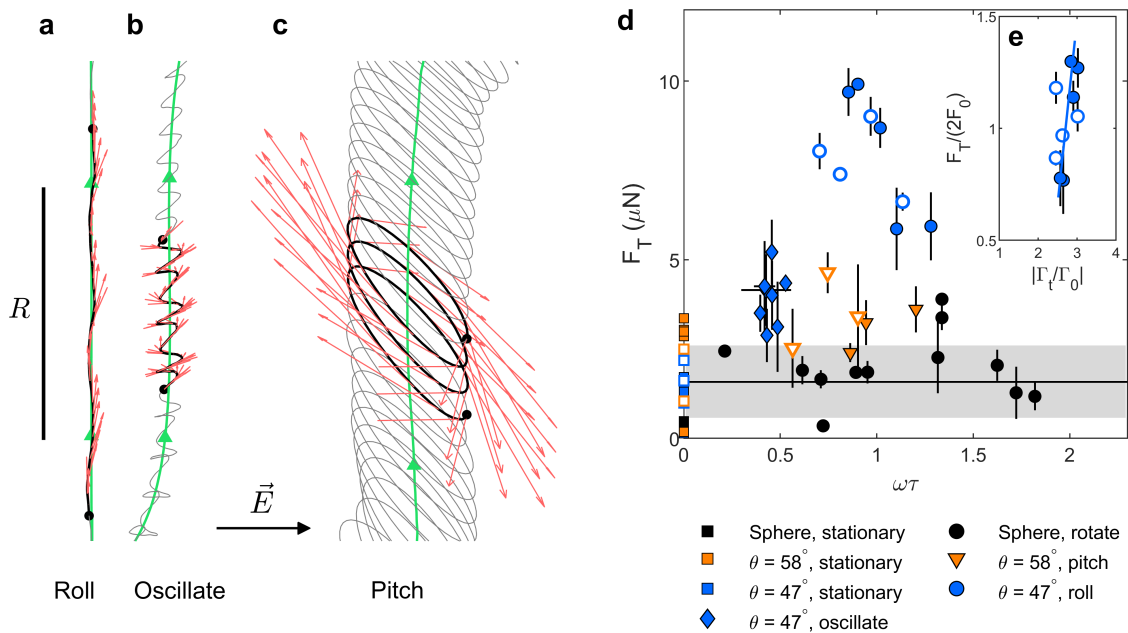 a
b
c
R
E⃗
Roll
Oscillate
Pitch
d
F_T (μN)
10
5
0
0
0.5
1
1.5
2
ωτ
e
F_T/(2F_0)
1.5
1
0.5
1
2
3
4
|Γ_t/Γ_0|
Sphere, stationary
θ = 58°, stationary
θ = 47°, stationary
θ = 47°, oscillate
Sphere, rotate
θ = 58°, pitch
θ = 47°, roll